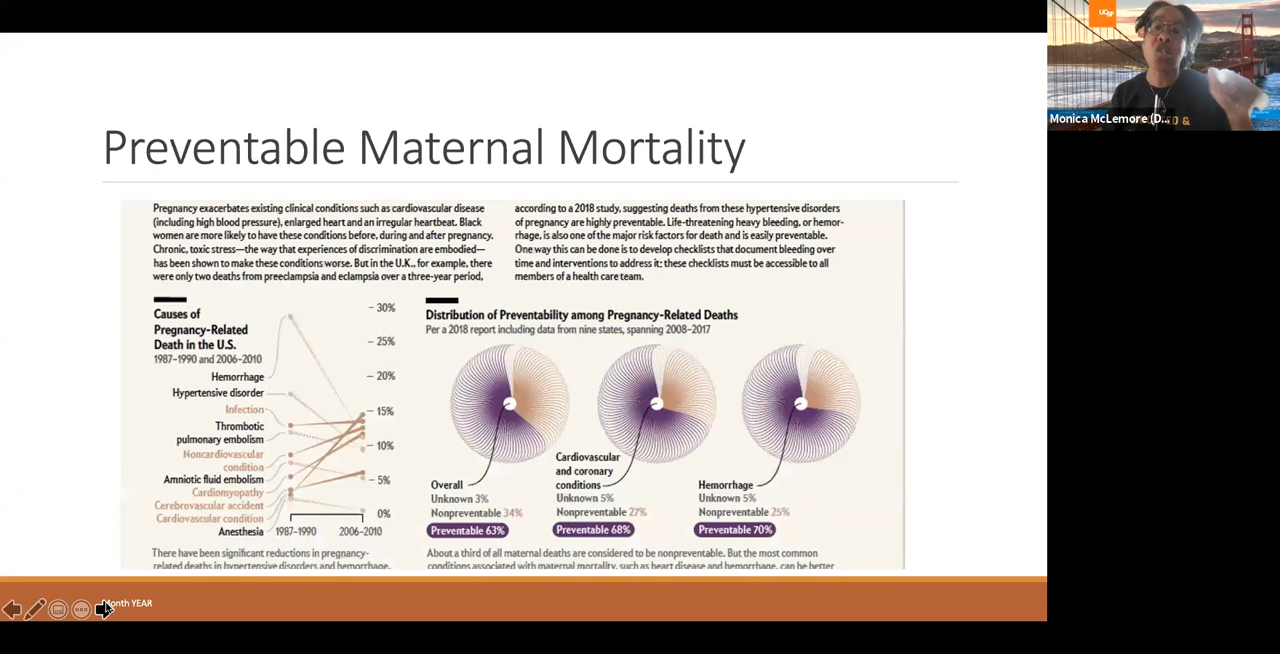 UCSF
Monica McLemore (D...
Preventable Maternal Mortality
Pregnancy exacerbates existing clinical conditions such as cardiovascular disease
(including high blood pressure), enlarged heart and an irregular heartbeat. Black
women are more likely to have these conditions before, during and after pregnancy.
Chronic, toxic stress—the way that experiences of discrimination are embodied—
has been shown to make these conditions worse. But in the U.K., for example, there
were only two deaths from preeclampsia and eclampsia over a three-year period,
according to a 2018 study, suggesting deaths from these hypertensive disorders
of pregnancy are highly preventable. Life-threatening heavy bleeding, or hemor-
rhage, is also one of the major risk factors for death and is easily preventable.
One way this can be done is to develop checklists that document bleeding over
time and interventions to address it; these checklists must be accessible to all
members of a health care team.
Causes of
Pregnancy-Related
Death in the U.S.
1987–1990 and 2006–2010
Hemorrhage
Hypertensive disorder
Infection
Thrombotic
pulmonary embolism
Noncardiovascular
condition
Amniotic fluid embolism
Cardiomyopathy
Cerebrovascular accident
Cardiovascular condition
Anesthesia
30%
25%
20%
15%
10%
5%
0%
1987–1990
2006–2010
There have been significant reductions in pregnancy-
related deaths in hypertensive disorders and hemorrhage,
Distribution of Preventability among Pregnancy-Related Deaths
Per a 2018 report including data from nine states, spanning 2008–2017
Overall
Unknown 3%
Nonpreventable 34%
Preventable 63%
Cardiovascular
and coronary
conditions
Unknown 5%
Nonpreventable 27%
Preventable 68%
Hemorrhage
Unknown 5%
Nonpreventable 25%
Preventable 70%
About a third of all maternal deaths are considered to be nonpreventable. But the most common
conditions associated with maternal mortality, such as heart disease and hemorrhage, can be better
Month YEAR